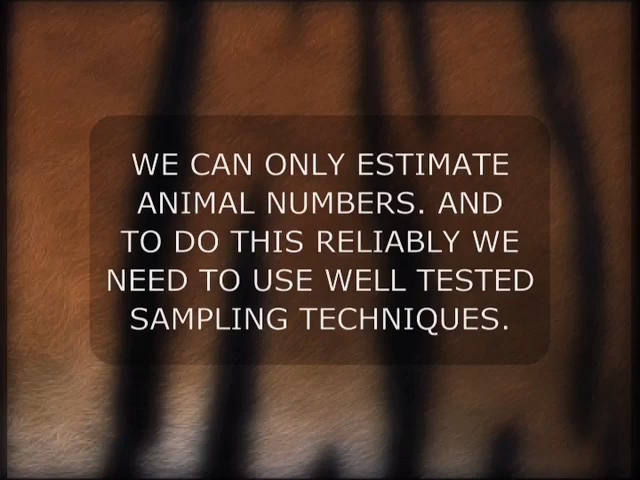 WE CAN ONLY ESTIMATE
ANIMAL NUMBERS. AND
TO DO THIS RELIABLY WE
NEED TO USE WELL TESTED
SAMPLING TECHNIQUES.